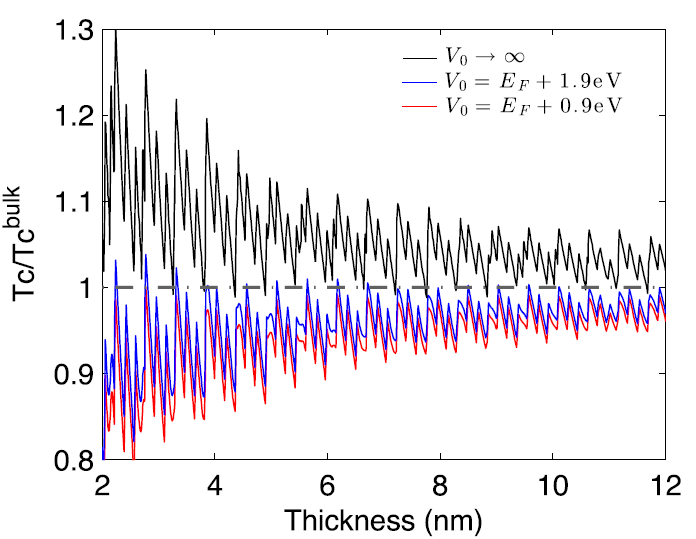 1.3
1.2
1.1
1
0.9
0.8
Tc/Tc^bulk
V₀ → ∞
V₀ = E_F + 1.9eV
V₀ = E_F + 0.9eV
2 4 6 8 10 12
Thickness (nm)